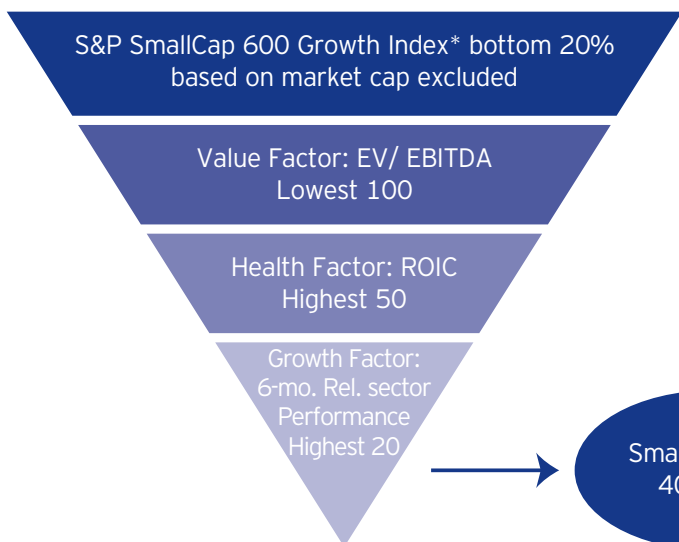 S&P SmallCap 600 Growth Index* bottom 20%
based on market cap excluded
Value Factor: EV/ EBITDA
Lowest 100
Health Factor: ROIC
Highest 50
Growth Factor:
6-mo. Rel. sector
Performance
Highest 20